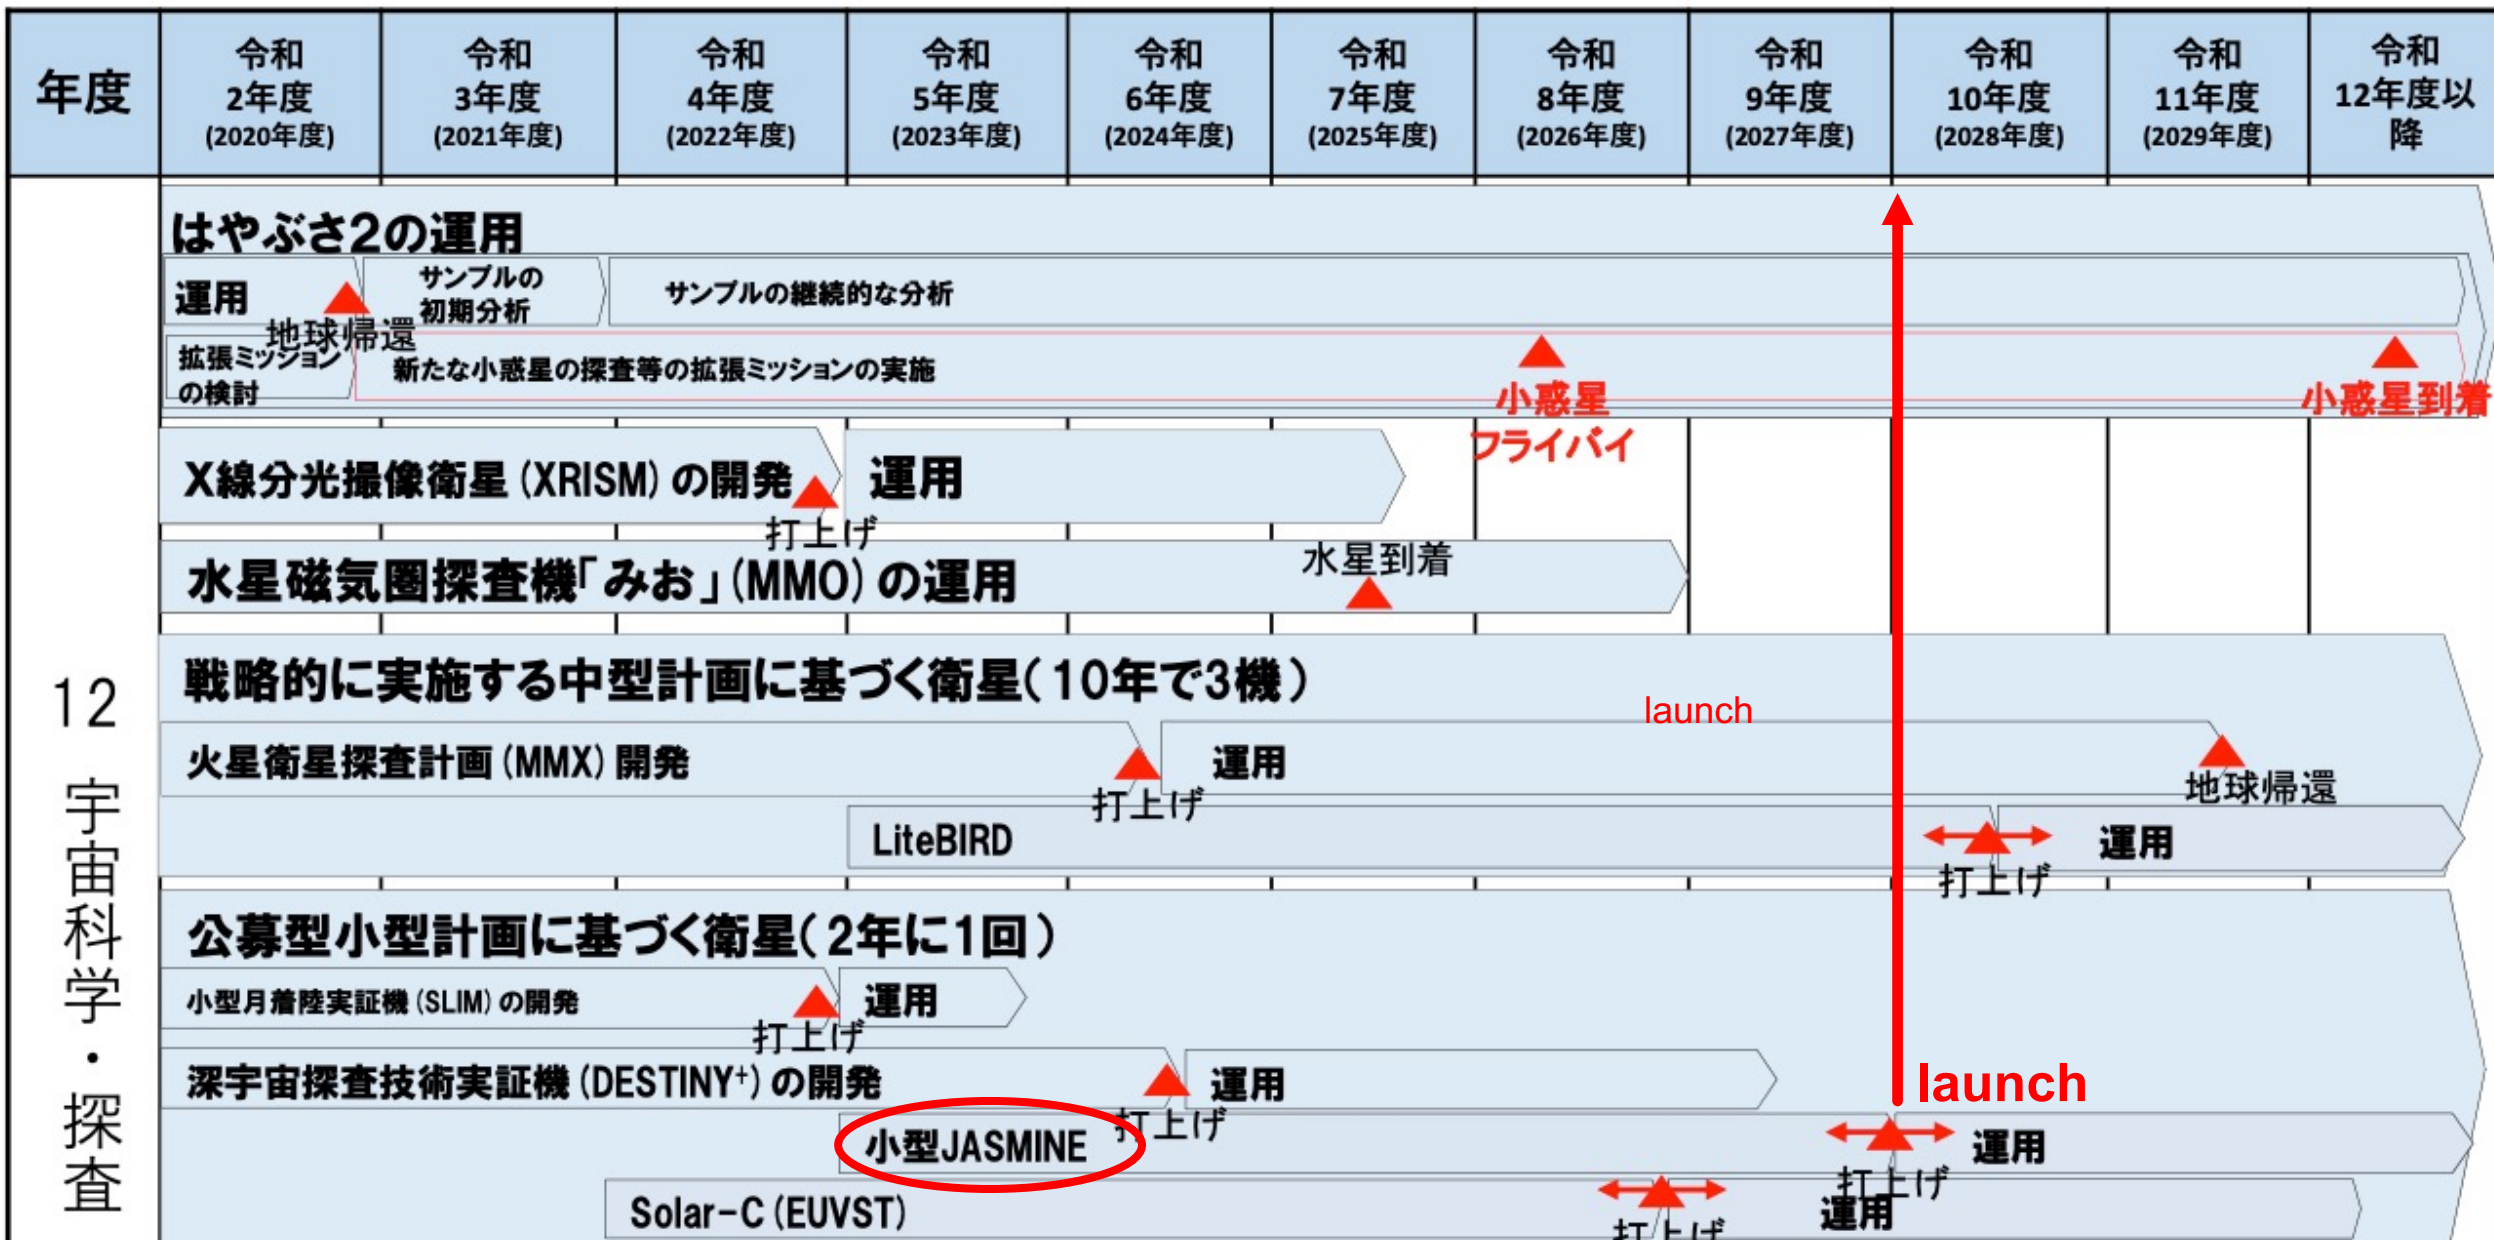 年度
令和
2年度
(2020年度)
令和
3年度
(2021年度)
令和
4年度
(2022年度)
令和
5年度
(2023年度)
令和
6年度
(2024年度)
令和
7年度
(2025年度)
令和
8年度
(2026年度)
令和
9年度
(2027年度)
令和
10年度
(2028年度)
令和
11年度
(2029年度)
令和
12年度以
降
12 宇宙科学・探査
はやぶさ2の運用
運用
地球帰還
サンプルの
初期分析
サンプルの継続的な分析
拡張ミッション
の検討
新たな小惑星の探査等の拡張ミッションの実施
小惑星
フライバイ
小惑星到着
X線分光撮像衛星(XRISM)の開発
打上げ
運用
水星磁気圏探査機「みお」(MMO)の運用
水星到着
戦略的に実施する中型計画に基づく衛星(10年で3機)
launch
火星衛星探査計画(MMX)開発
打上げ
運用
地球帰還
LiteBIRD
打上げ
運用
公募型小型計画に基づく衛星(2年に1回)
小型月着陸実証機(SLIM)の開発
打上げ
運用
深宇宙探査技術実証機(DESTINY+)の開発
打上げ
運用
launch
小型JASMINE
打上げ
運用
Solar-C(EUVST)
打上げ
運用